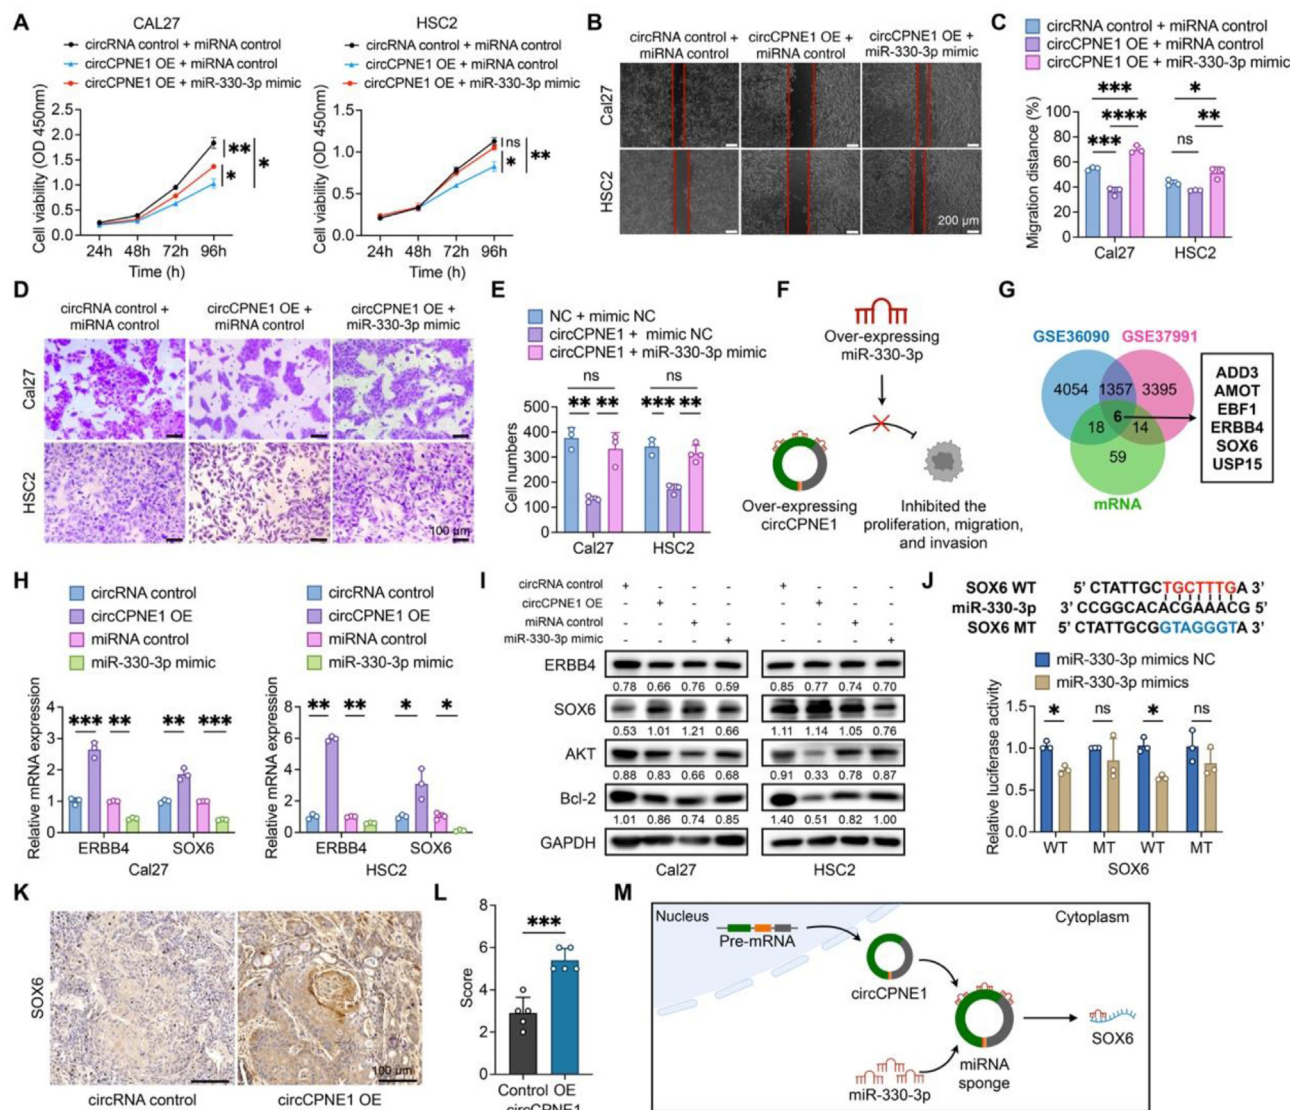 A
CAL27
circRNA control + miRNA control
circCPNE1 OE + miRNA control
circCPNE1 OE + miR-330-3p mimic
Cell viability (OD 450nm)
2.5
2.0
1.5
1.0
0.5
0.0
24h 48h 72h 96h
Time (h)
** * *
HSC2
circRNA control + miRNA control
circCPNE1 OE + miRNA control
circCPNE1 OE + miR-330-3p mimic
Cell viability (OD 450nm)
1.5
1.0
0.5
0.0
24h 48h 72h 96h
Time (h)
ns * **
B
circRNA control + miRNA control
circCPNE1 OE + miRNA control
circCPNE1 OE + miR-330-3p mimic
Cal27
HSC2
200 μm
C
circRNA control + miRNA control
circCPNE1 OE + miRNA control
circCPNE1 OE + miR-330-3p mimic
Migration distance (%)
100
80
60
40
20
0
*** *
**** **
*** ns
Cal27 HSC2
D
circRNA control + miRNA control
circCPNE1 OE + miRNA control
circCPNE1 OE + miR-330-3p mimic
Cal27
HSC2
100 μm
E
NC + mimic NC
circCPNE1 + mimic NC
circCPNE1 + miR-330-3p mimic
Cell numbers
500
400
300
200
100
0
ns ns
** ** *** **
Cal27 HSC2
F
Over-expressing
miR-330-3p
Over-expressing
circCPNE1
Inhibited the
proliferation, migration,
and invasion
G
GSE36090 GSE37991
4054 1357 3395
6
18 14
59
mRNA
ADD3
AMOT
EBF1
ERBB4
SOX6
USP15
H
circRNA control
circCPNE1 OE
miRNA control
miR-330-3p mimic
Relative mRNA expression
4
3
2
1
0
*** ** ** ***
ERBB4 SOX6
Cal27
circRNA control
circCPNE1 OE
miRNA control
miR-330-3p mimic
Relative mRNA expression
8
6
4
2
0
** ** * *
ERBB4 SOX6
HSC2
I
circRNA control + - - - + - - -
circCPNE1 OE - + - - - + - -
miRNA control - - + - - - + -
miR-330-3p mimic - - - + - - - +
ERBB4
0.78 0.66 0.76 0.59 0.85 0.77 0.74 0.70
SOX6
0.53 1.01 1.21 0.66 1.11 1.14 1.05 0.76
AKT
0.88 0.83 0.66 0.68 0.91 0.33 0.78 0.87
Bcl-2
1.01 0.86 0.74 0.85 1.40 0.51 0.82 1.00
GAPDH
Cal27 HSC2
J
SOX6 WT 5' CTATTGCTGCTTTGA 3'
miR-330-3p 3' CCGGCACACGAAACG 5'
SOX6 MT 5' CTATTGCGGTAGGGTA 3'
miR-330-3p mimics NC
miR-330-3p mimics
Relative luciferase activity
1.5
1.0
0.5
0.0
* ns * ns
WT MT WT MT
SOX6
K
SOX6
100 μm
circRNA control circCPNE1 OE
L
Score
8
6
4
2
0
***
Control OE
circCPNE1
M
Nucleus
Cytoplasm
Pre-mRNA
circCPNE1
miR-330-3p
miRNA
sponge
SOX6